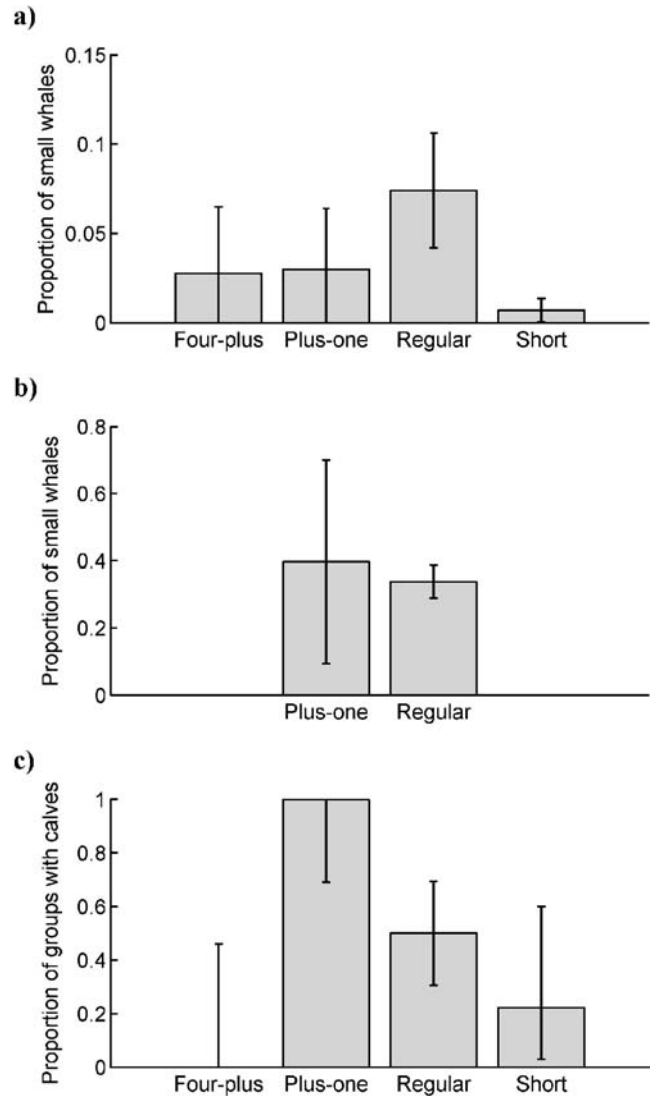 a)
Proportion of small whales
0.15
0.1
0.05
0
Four-plus Plus-one Regular Short
b)
Proportion of small whales
0.8
0.6
0.4
0.2
0
Plus-one Regular
c)
Proportion of groups with calves
1
0.8
0.6
0.4
0.2
0
Four-plus Plus-one Regular Short